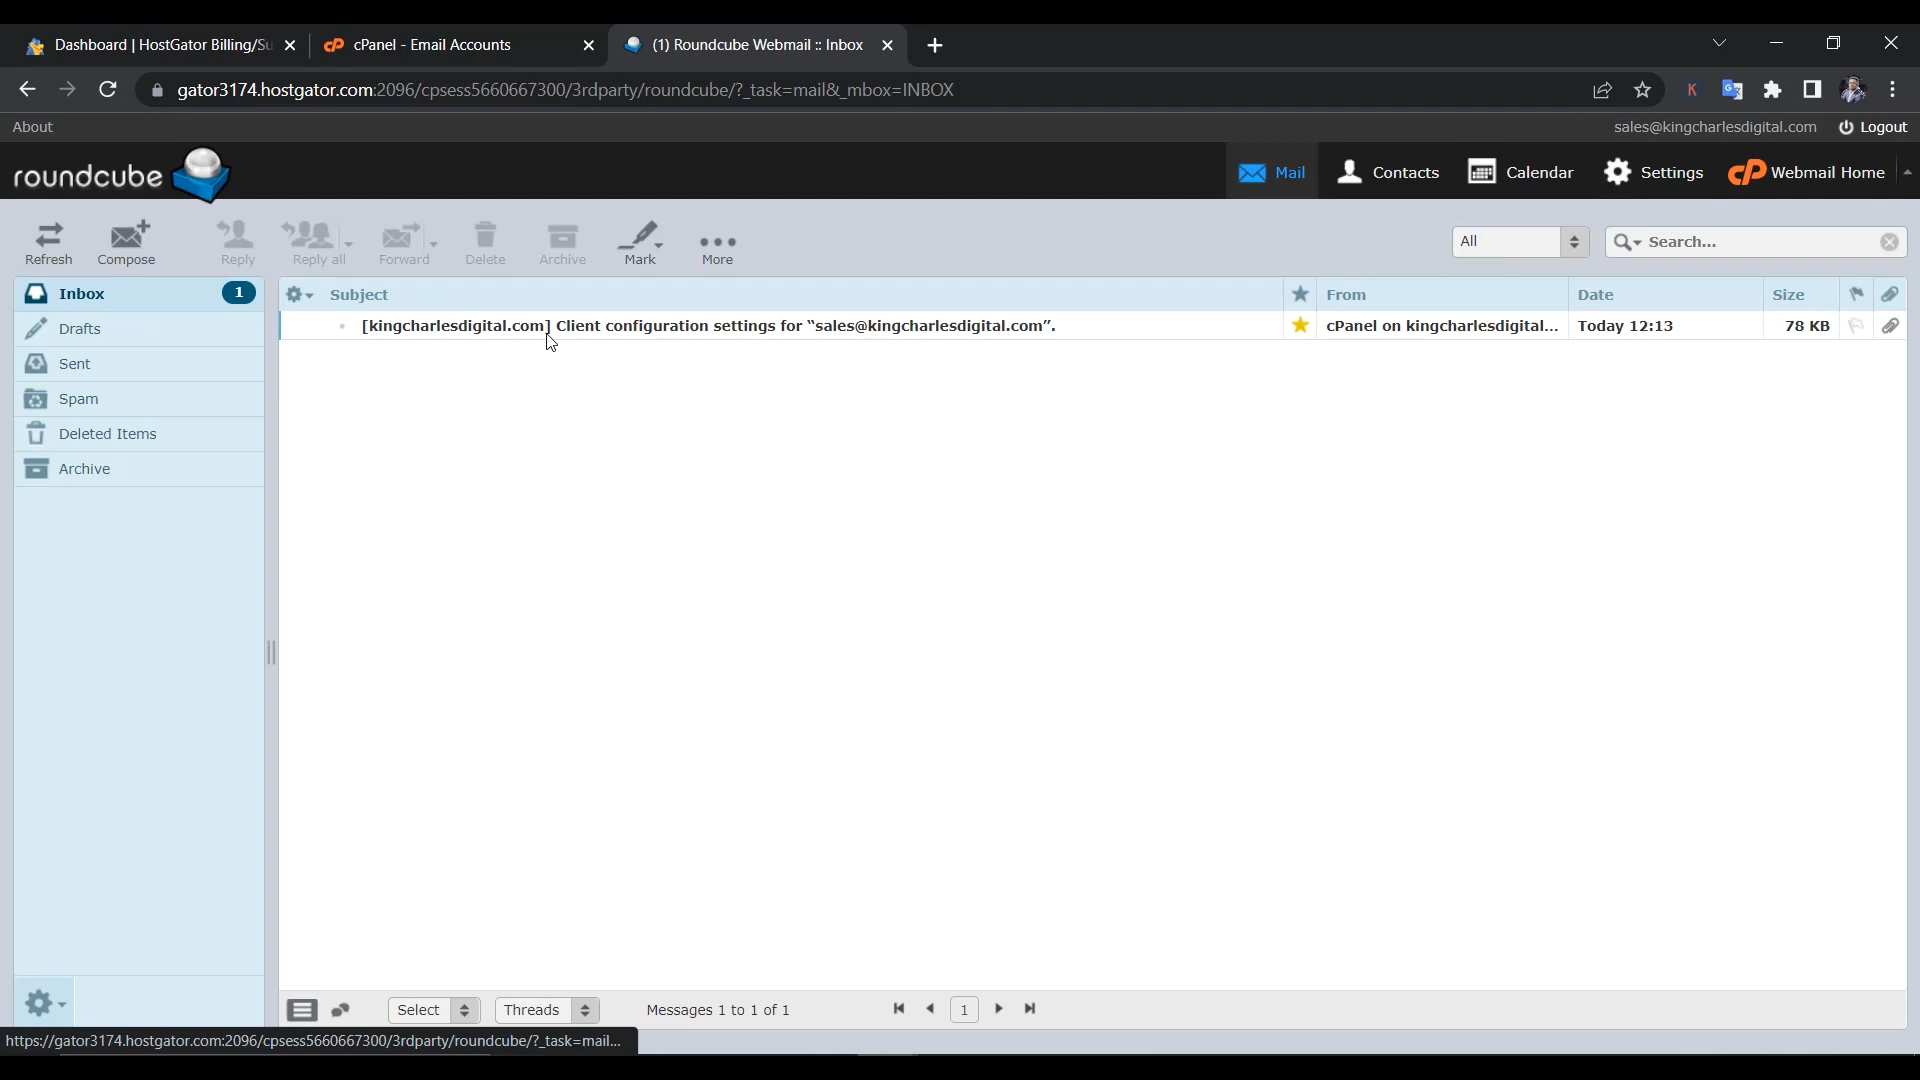 Dashboard | HostGator Billing/Su
cPanel - Email Accounts
(1) Roundcube Webmail :: Inbox
gator3174.hostgator.com:2096/cpsess5660667300/3rdparty/roundcube/?_task=mail&_mbox=INBOX
K
About
sales@kingcharlesdigital.com Logout
roundcube
Mail Contacts Calendar Settings cP Webmail Home
Refresh Compose Reply Reply all Forward Delete Archive Mark More
All Search...
Inbox 1
Drafts
Sent
Spam
Deleted Items
Archive
Subject From Date Size
[kingcharlesdigital.com] Client configuration settings for “sales@kingcharlesdigital.com”. cPanel on kingcharlesdigital... Today 12:13 78 KB
Select Threads Messages 1 to 1 of 1 1
https://gator3174.hostgator.com:2096/cpsess5660667300/3rdparty/roundcube/?_task=mail...